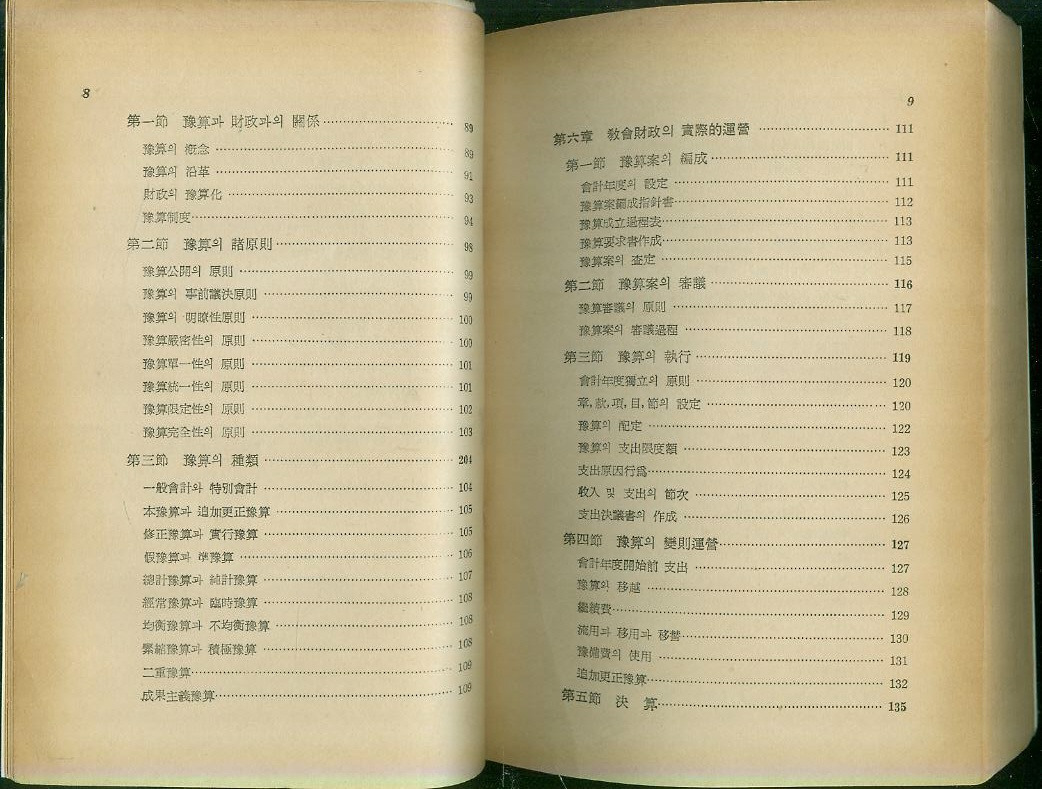 8
第一節 豫算과 財政과의 關係 89
豫算의 槪念 89
豫算의 沿革 91
財政의 豫算化 93
豫算制度 94
第二節 豫算의 諸原則 98
豫算公開의 原則 99
豫算의 事前議決原則 99
豫算의 明瞭性原則 100
豫算嚴密性의 原則 100
豫算單一性의 原則 101
豫算統一性의 原則 101
豫算限定性의 原則 102
豫算完全性의 原則 103
第三節 豫算의 種類 204
一般會計와 特別會計 104
本豫算과 追加更正豫算 105
修正豫算과 實行豫算 105
假豫算과 準豫算 106
總計豫算과 純計豫算 107
經常豫算과 臨時豫算 108
均衡豫算과 不均衡豫算 108
緊縮豫算과 積極豫算 108
二重豫算 109
成果主義豫算 109
9
第六章 敎會財政의 實際的運營 111
第一節 豫算案의 編成 111
會計年度의 設定 111
豫算案編成指針書 112
豫算成立過程表 113
豫算要求書作成 113
豫算案의 査定 115
第二節 豫算案의 審議 116
豫算審議의 原則 117
豫算案의 審議過程 118
第三節 豫算의 執行 119
會計年度獨立의 原則 120
章, 款, 項, 目, 節의 設定 120
豫算의 配定 122
豫算의 支出限度額 123
支出原因行爲 124
收入 및 支出의 節次 125
支出決議書의 作成 126
第四節 豫算의 變則運營 127
會計年度開始前 支出 127
豫算의 移越 128
繼續費 129
流用과 移用과 移替 130
豫備費의 使用 131
追加更正豫算 132
第五節 決 算 135